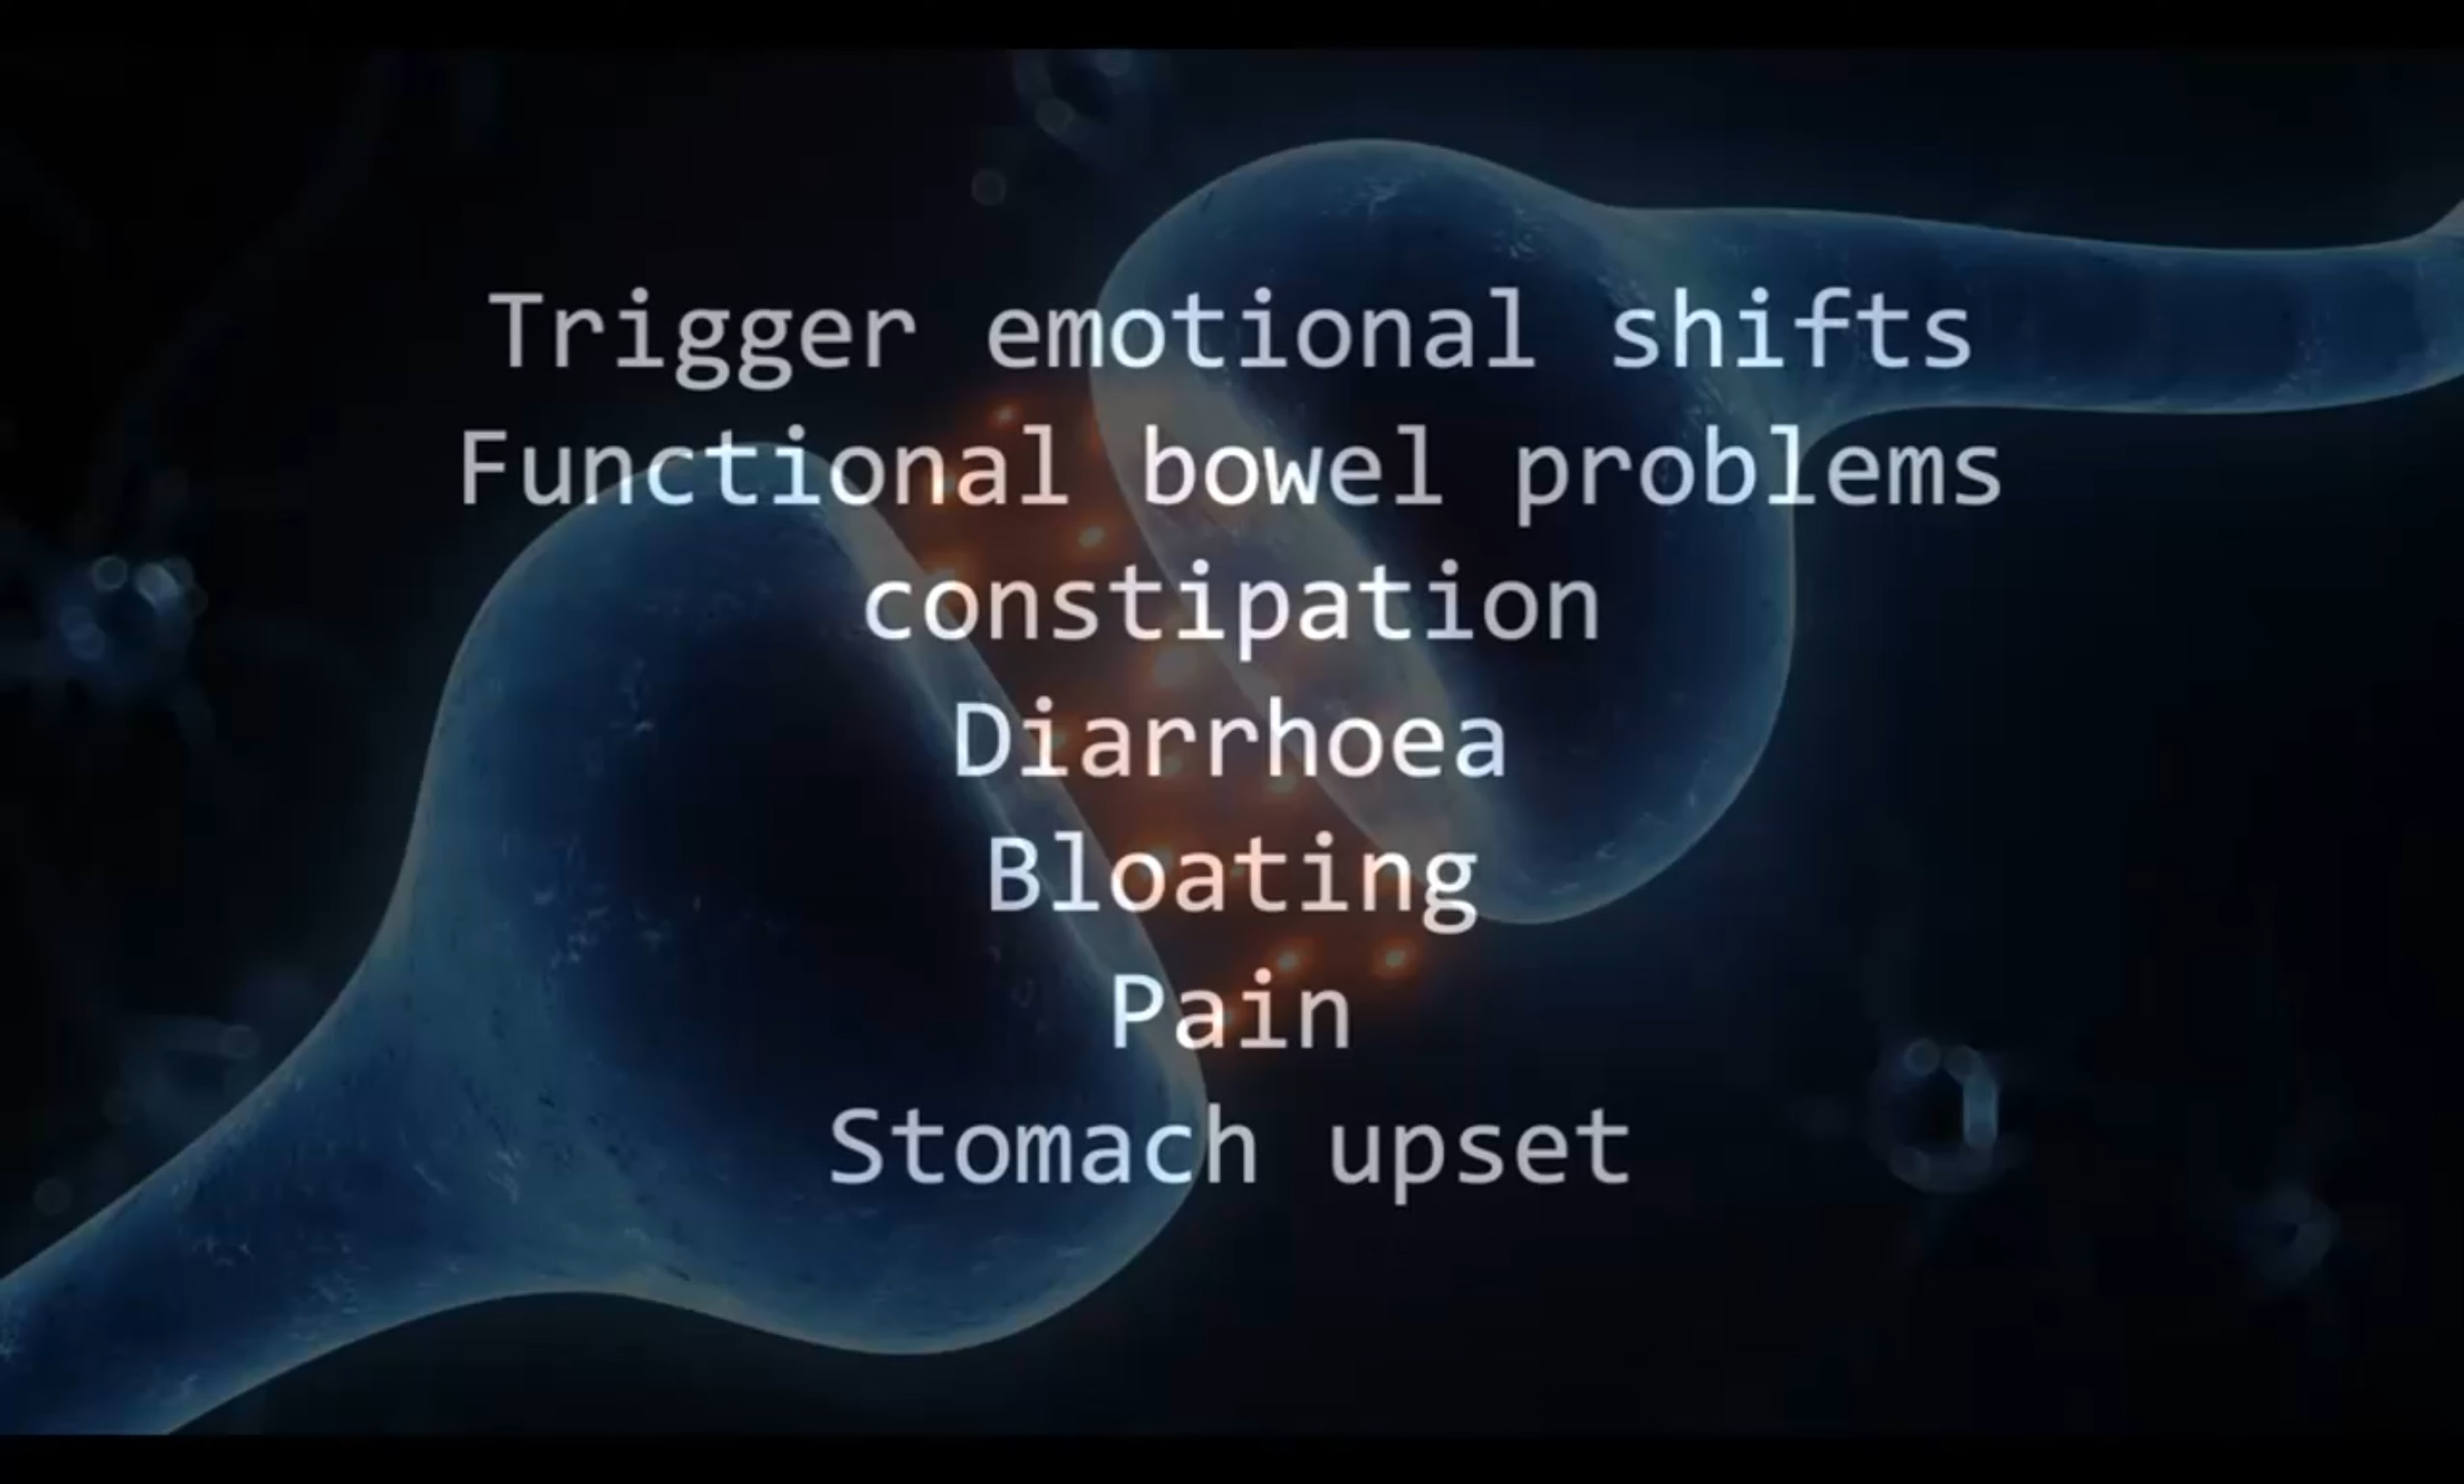 Trigger emotional shifts
Functional bowel problems
constipation
Diarrhoea
Bloating
Pain
Stomach upset